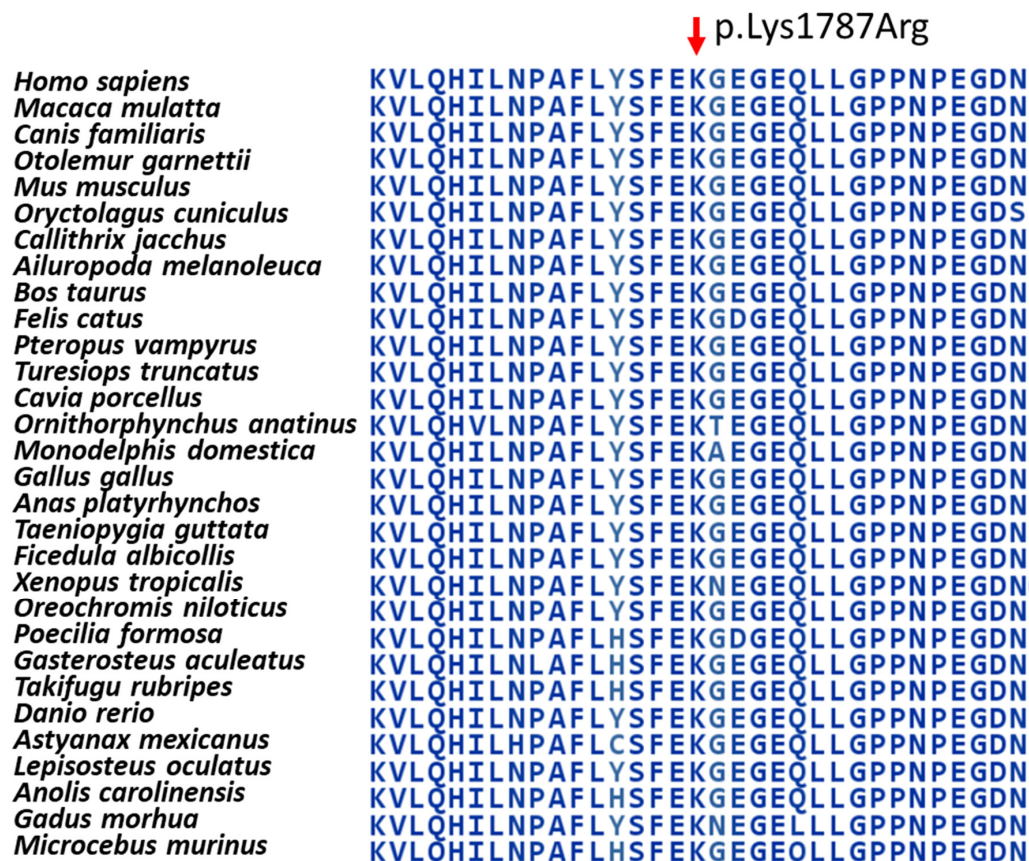 p.Lys1787Arg
Homo sapiens KVLQHILNPAFLYSFEKGEGEQLLGPPNPEGDN
Macaca mulatta KVLQHILNPAFLYSFEKGEGEQLLGPPNPEGDN
Canis familiaris KVLQHILNPAFLYSFEKGEGEQLLGPPNPEGDN
Otolemur garnettii KVLQHILNPAFLYSFEKGEGEQLLGPPNPEGDN
Mus musculus KVLQHILNPAFLYSFEKGEGEQLLGPPNPEGDN
Oryctolagus cuniculus KVLQHILNPAFLYSFEKGEGEQLLGPPNPEGDS
Callithrix jacchus KVLQHILNPAFLYSFEKGEGEQLLGPPNPEGDN
Ailuropoda melanoleuca KVLQHILNPAFLYSFEKGEGEQLLGPPNPEGDN
Bos taurus KVLQHILNPAFLYSFEKGEGEQLLGPPNPEGDN
Felis catus KVLQHILNPAFLYSFEKGDGEQLLGPPNPEGDN
Pteropus vampyrus KVLQHILNPAFLYSFEKGEGEQLLGPPNPEGDN
Turesiops truncatus KVLQHILNPAFLYSFEKGEGEQLLGPPNPEGDN
Cavia porcellus KVLQHILNPAFLYSFEKGEGEQLLGPPNPEGDN
Ornithorphynchus anatinus KVLQHVLNPAFLYSFEKTEGEQLLGPPNPEGDN
Monodelphis domestica KVLQHILNPAFLYSFEKAEGEQLLGPPNPEGDN
Gallus gallus KVLQHILNPAFLYSFEKGEGEQLLGPPNPEGDN
Anas platyrhynchos KVLQHILNPAFLYSFEKGEGEQLLGPPNPEGDN
Taeniopygia guttata KVLQHILNPAFLYSFEKGEGEQLLGPPNPEGDN
Ficedula albicollis KVLQHILNPAFLYSFEKGEGEQLLGPPNPEGDN
Xenopus tropicalis KVLQHILNPAFLYSFEKNEGEQLLGPPNPEGDN
Oreochromis niloticus KVLQHILNPAFLYSFEKGEGEQLLGPPNPEGDN
Poecilia formosa KVLQHILNPAFLHSFEKGDGEQLLGPPNPEGDN
Gasterosteus aculeatus KVLQHILNLAFLHSFEKGEGEQLLGPPNPEGDN
Takifugu rubripes KVLQHILNPAFLHSFEKGEGEQLLGPPNPEGDN
Danio rerio KVLQHILNPAFLYSFEKGEGEQLLGPPNPEGDN
Astyanax mexicanus KVLQHILHPAFLCSFEKGEGEQLLGPPNPEGDN
Lepisosteus oculatus KVLQHILNPAFLYSFEKGEGEQLLGPPNPEGDN
Anolis carolinensis KVLQHILNPAFLHSFEKGEGEQLLGPPNPEGDN
Gadus morhua KVLQHILNPAFLYSFEKNEGELLLGPPNPEGDN
Microcebus murinus KVLQHILNPAFLHSFEKGEGEQLLGPPNPEGDN